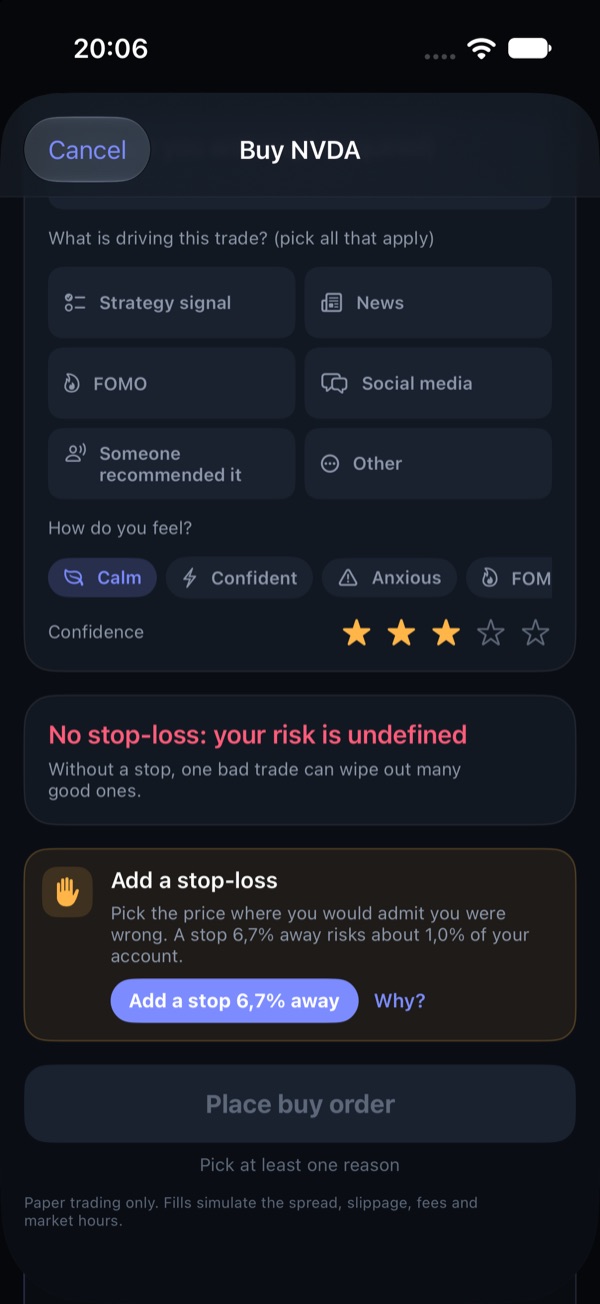 20:06
Cancel
Buy NVDA
What is driving this trade? (pick all that apply)
Strategy signal
News
FOMO
Social media
Someone
recommended it
Other
How do you feel?
Calm
Confident
Anxious
FOM
Confidence
No stop-loss: your risk is undefined
Without a stop, one bad trade can wipe out many
good ones.
Add a stop-loss
Pick the price where you would admit you were
wrong. A stop 6,7% away risks about 1,0% of your
account.
Add a stop 6,7% away
Why?
Place buy order
Pick at least one reason
Paper trading only. Fills simulate the spread, slippage, fees and
market hours.